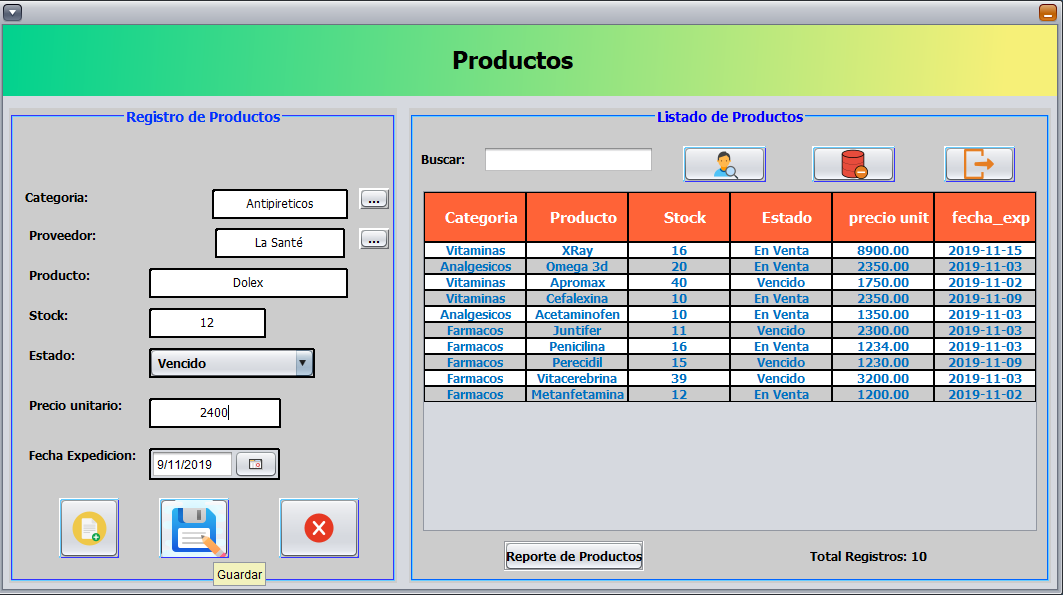 Productos
Registro de Productos
Categoria: Antipireticos ...
Proveedor: La Santé ...
Producto: Dolex
Stock: 12
Estado: Vencido
Precio unitario: 2400
Fecha Expedicion: 9/11/2019
Guardar
Listado de Productos
Buscar:
Categoria Producto Stock Estado precio unit fecha_exp
Vitaminas XRay 16 En Venta 8900.00 2019-11-15
Analgesicos Omega 3d 20 En Venta 2350.00 2019-11-03
Vitaminas Apromax 40 Vencido 1750.00 2019-11-02
Vitaminas Cefalexina 10 En Venta 2350.00 2019-11-09
Analgesicos Acetaminofen 10 En Venta 1350.00 2019-11-03
Farmacos Juntifer 11 Vencido 2300.00 2019-11-03
Farmacos Penicilina 16 En Venta 1234.00 2019-11-03
Farmacos Perecidil 15 Vencido 1230.00 2019-11-09
Farmacos Vitacerebrina 39 Vencido 3200.00 2019-11-03
Farmacos Metanfetamina 12 En Venta 1200.00 2019-11-02
Reporte de Productos
Total Registros: 10